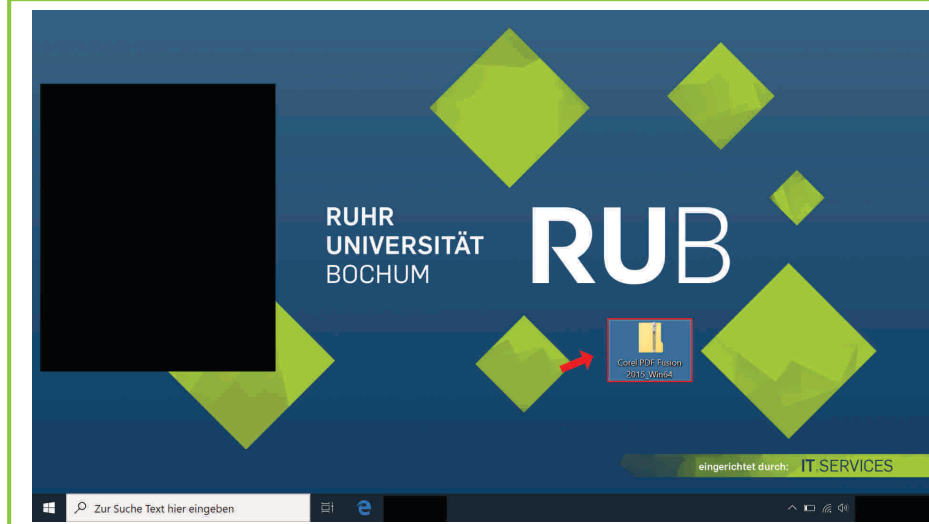 RUHR
UNIVERSITÄT
BOCHUM
RUB
Corel PDF Fusion
2015_Win64
eingerichtet durch: IT.SERVICES
Zur Suche Text hier eingeben